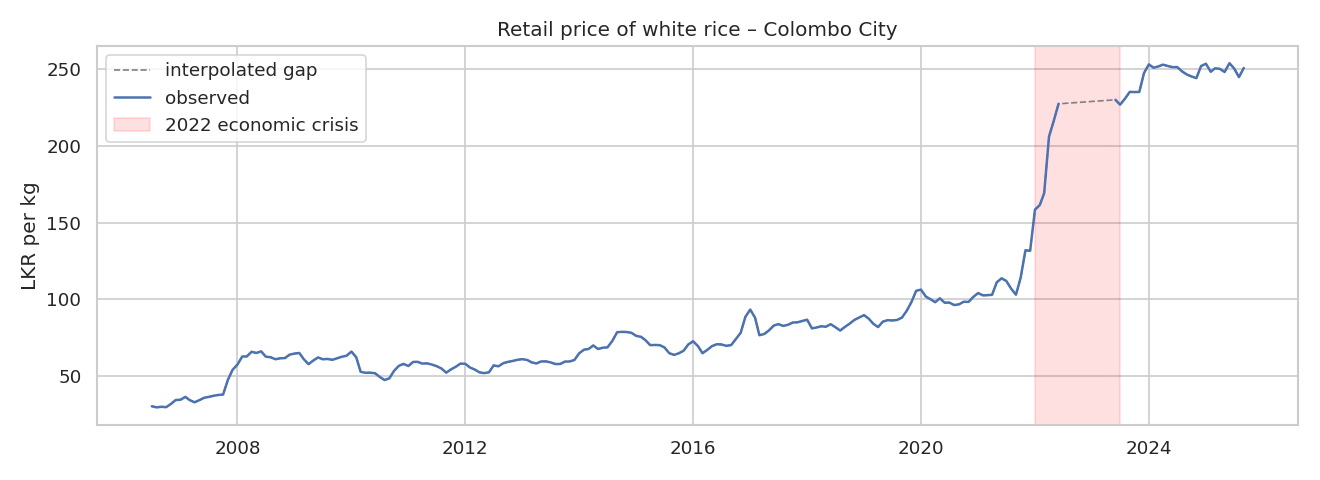 Retail price of white rice – Colombo City
interpolated gap
observed
2022 economic crisis
LKR per kg
250
200
150
100
50
2008
2012
2016
2020
2024